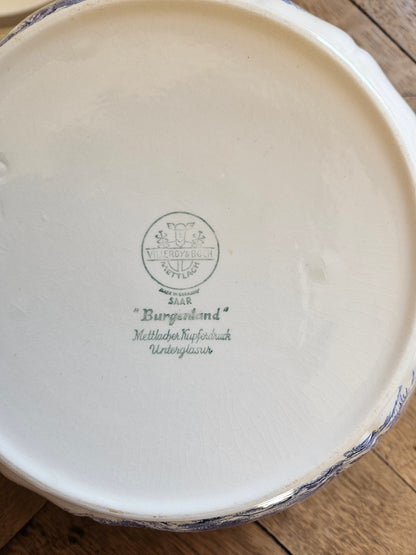 VILLEROY & BOCH
METTLACH
MADE IN GERMANY
SAAR
"Burgenland"
Mettlacher Kupferdruck
Unterglasur